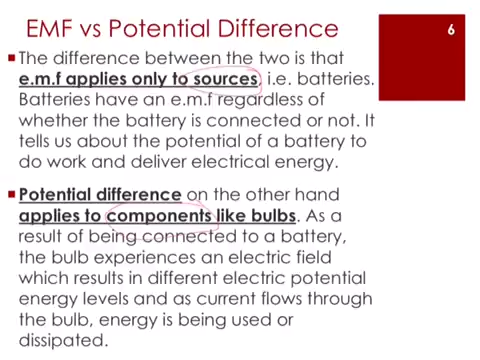 EMF vs Potential Difference
6
▪ The difference between the two is that
e.m.f applies only to sources, i.e. batteries.
Batteries have an e.m.f regardless of
whether the battery is connected or not. It
tells us about the potential of a battery to
do work and deliver electrical energy.
▪ Potential difference on the other hand
applies to components like bulbs. As a
result of being connected to a battery,
the bulb experiences an electric field
which results in different electric potential
energy levels and as current flows through
the bulb, energy is being used or
dissipated.